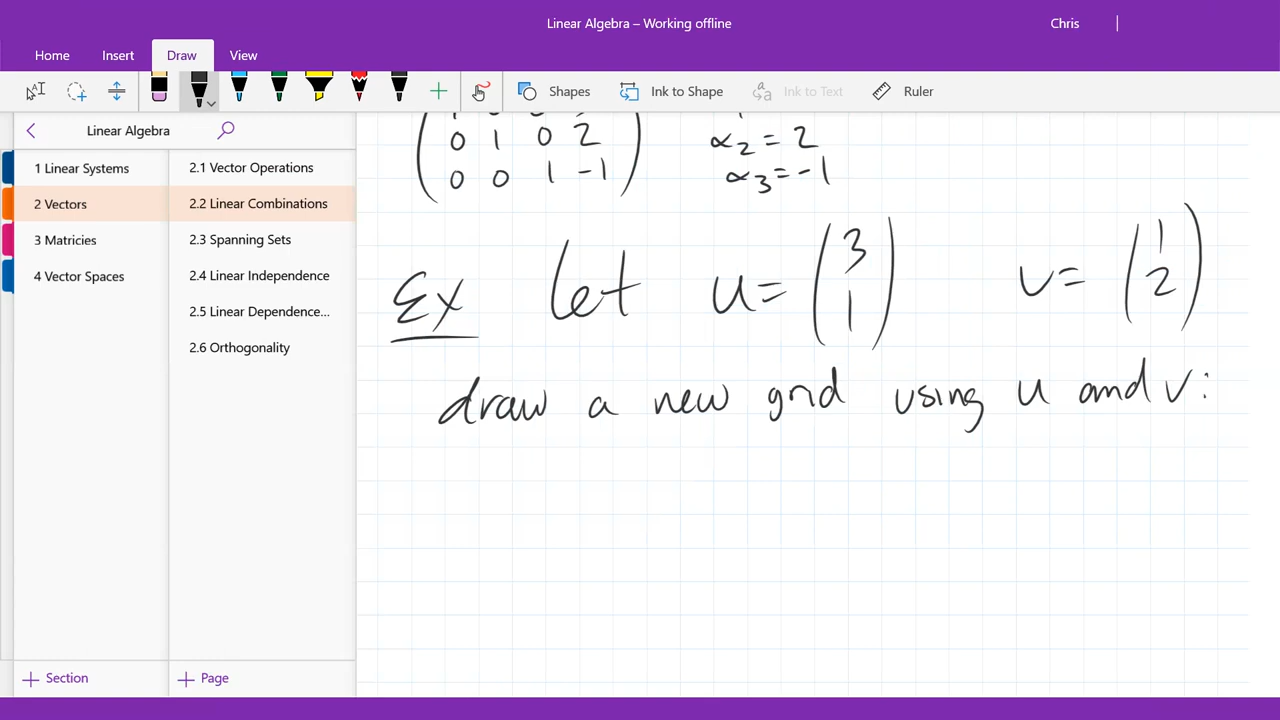 Linear Algebra – Working offline
Chris
Home Insert Draw View
Shapes Ink to Shape Ink to Text Ruler
Linear Algebra
1 Linear Systems
2 Vectors
3 Matricies
4 Vector Spaces
2.1 Vector Operations
2.2 Linear Combinations
2.3 Spanning Sets
2.4 Linear Independence
2.5 Linear Dependence...
2.6 Orthogonality
0 1 0 2
0 0 1 -1
α2 = 2
α3 = -1
Ex Let u = (3 1) v = (1 2)
draw a new grid using u and v:
+ Section
+ Page